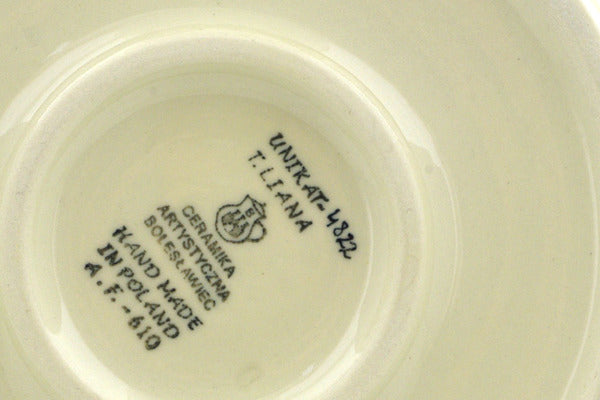 UNIKAT-4822
T. LIANA
CERAMIKA
ARTYSTYCZNA
BOLESŁAWIEC
HAND MADE
IN POLAND
A.F.-610